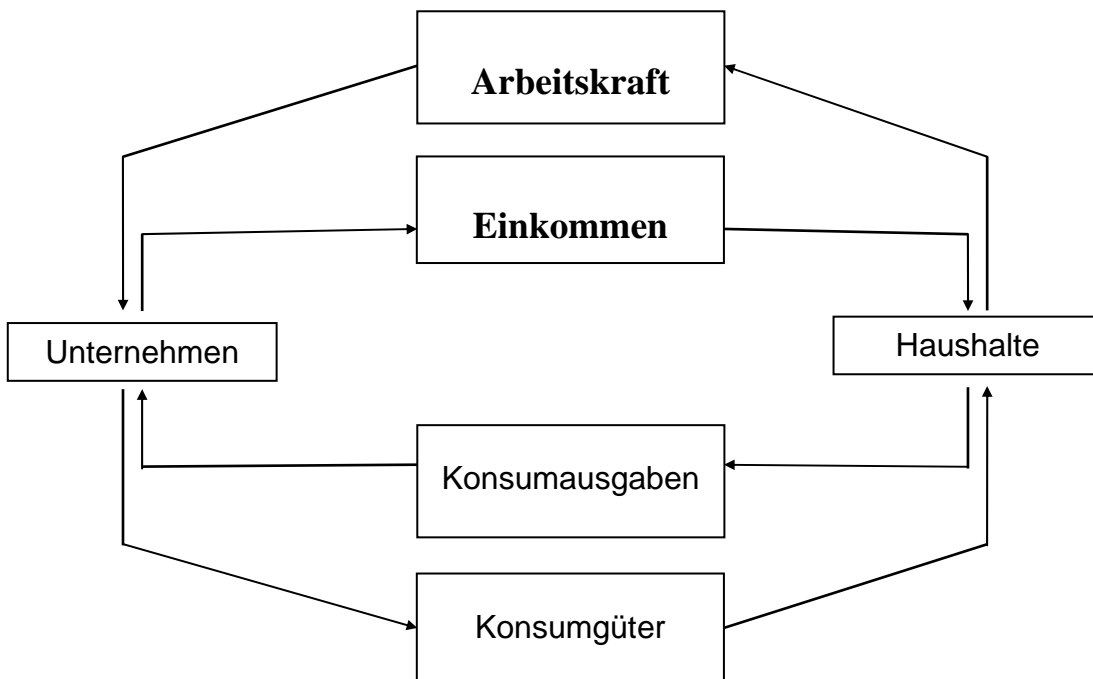 Arbeitskraft
Einkommen
Unternehmen
Haushalte
Konsumausgaben
Konsumgüter